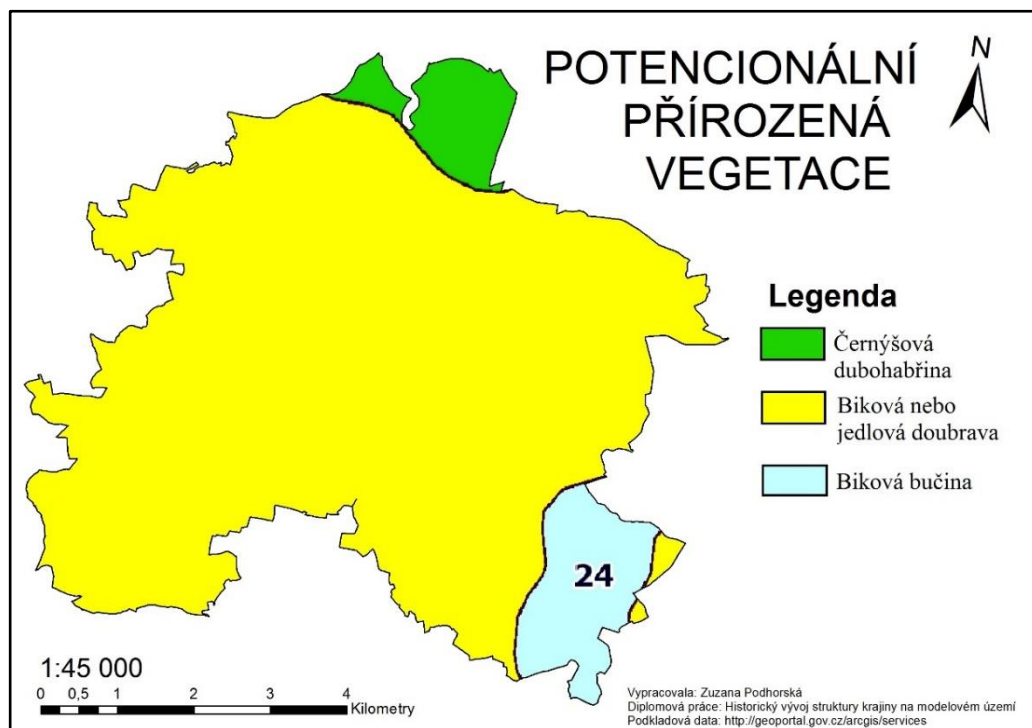 POTENCIONÁLNÍ
PŘÍROZENÁ
VEGETACE
N
Legenda
Černýšová
dubohabřina
Biková nebo
jedlová doubrava
Biková bučina
24
1:45 000
0 0,5 1 2 3 4
Kilometry
Vypracovala: Zuzana Podhorská
Diplomová práce: Historický vývoj struktury krajiny na modelovém území
Podkladová data: http://geoportal.gov.cz/arcgis/services